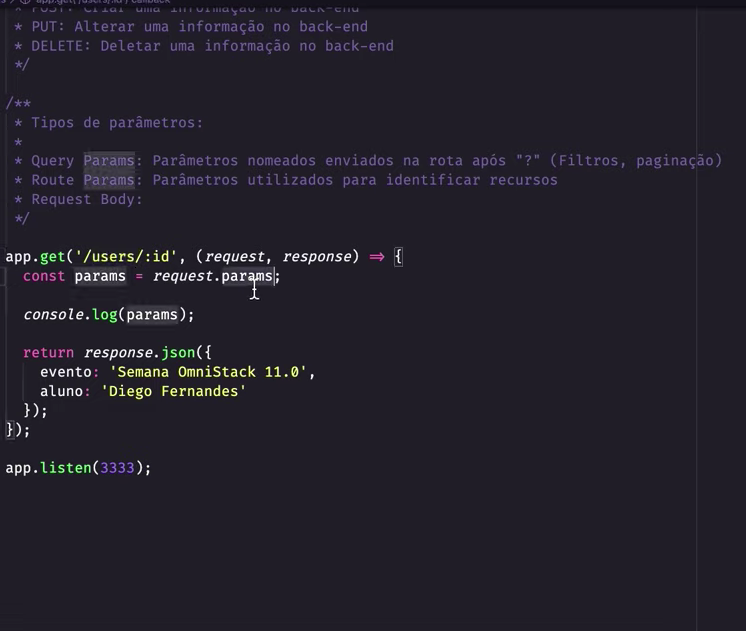 app.get('/users/:id') callback
* POST: Criar uma informação no back-end
* PUT: Alterar uma informação no back-end
* DELETE: Deletar uma informação no back-end
*/
/**
* Tipos de parâmetros:
*
* Query Params: Parâmetros nomeados enviados na rota após "?" (Filtros, paginação)
* Route Params: Parâmetros utilizados para identificar recursos
* Request Body:
*/
app.get('/users/:id', (request, response) => {
const params = request.params;
console.log(params);
return response.json({
evento: 'Semana OmniStack 11.0',
aluno: 'Diego Fernandes'
});
});
app.listen(3333);